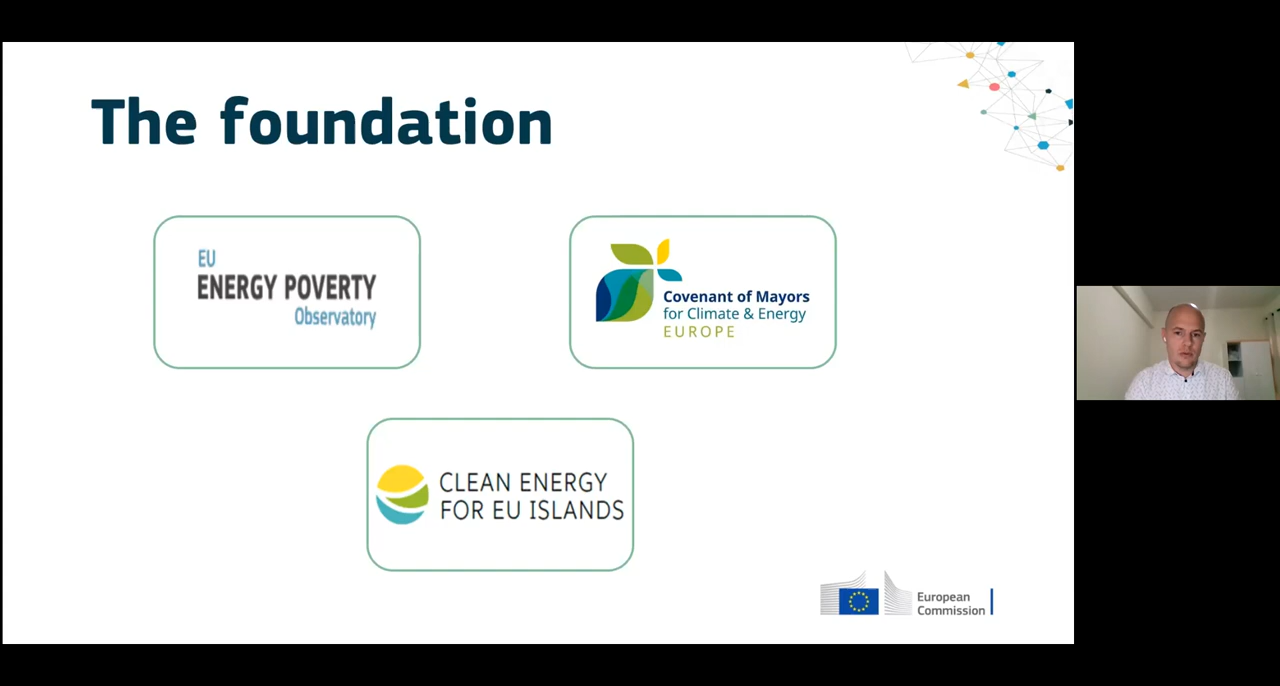 The foundation
EU
ENERGY POVERTY
Observatory
Covenant of Mayors
for Climate & Energy
EUROPE
CLEAN ENERGY
FOR EU ISLANDS
European
Commission